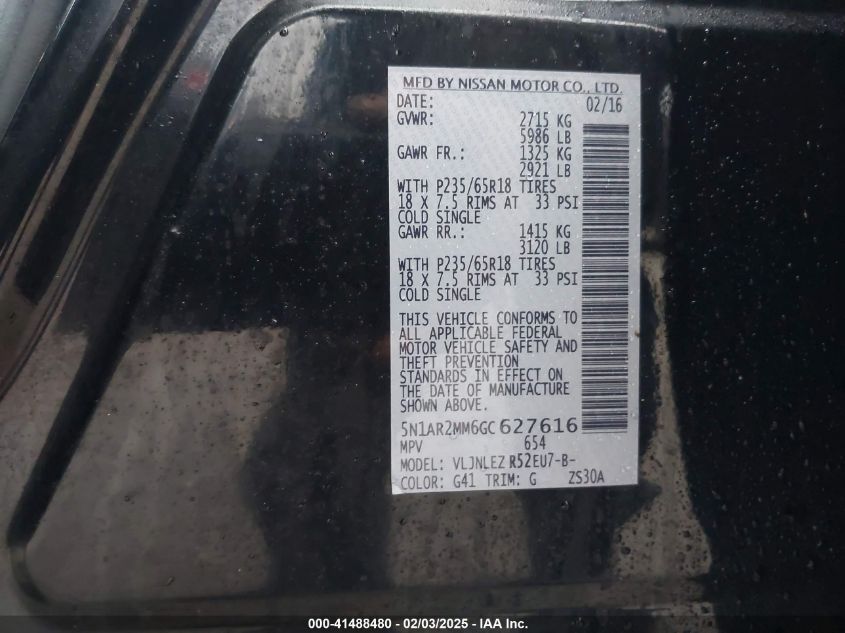 MFD BY NISSAN MOTOR CO., LTD.
DATE: 02/16
GVWR: 2715 KG
5986 LB
GAWR FR.: 1325 KG
2921 LB
WITH P235/65R18 TIRES
18 X 7.5 RIMS AT 33 PSI
COLD SINGLE
GAWR RR.: 1415 KG
3120 LB
WITH P235/65R18 TIRES
18 X 7.5 RIMS AT 33 PSI
COLD SINGLE
THIS VEHICLE CONFORMS TO
ALL APPLICABLE FEDERAL
MOTOR VEHICLE SAFETY AND
THEFT PREVENTION
STANDARDS IN EFFECT ON
THE DATE OF MANUFACTURE
SHOWN ABOVE.
5N1AR2MM6GC627616
MPV 654
MODEL: VLJNLEZ R52EU7-B-
COLOR: G41 TRIM: G ZS30A
000-41488480 - 02/03/2025 - IAA Inc.